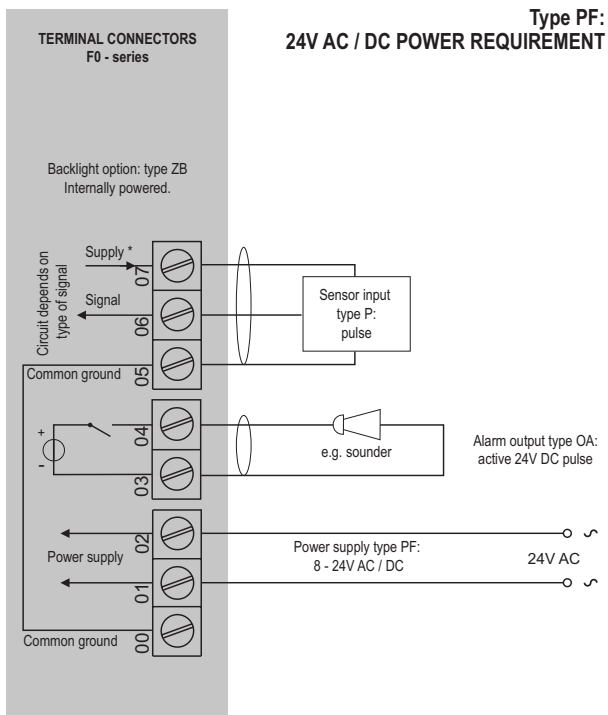 Type PF:
24V AC / DC POWER REQUIREMENT
TERMINAL CONNECTORS
F0 - series
Backlight option: type ZB
Internally powered.
Circuit depends on
type of signal
Supply *
07
Signal
06
Common ground
05
Sensor input
type P:
pulse
+
-
04
03
e.g. sounder
Alarm output type OA:
active 24V DC pulse
02
Power supply
01
Power supply type PF:
8 - 24V AC / DC
24V AC
Common ground
00